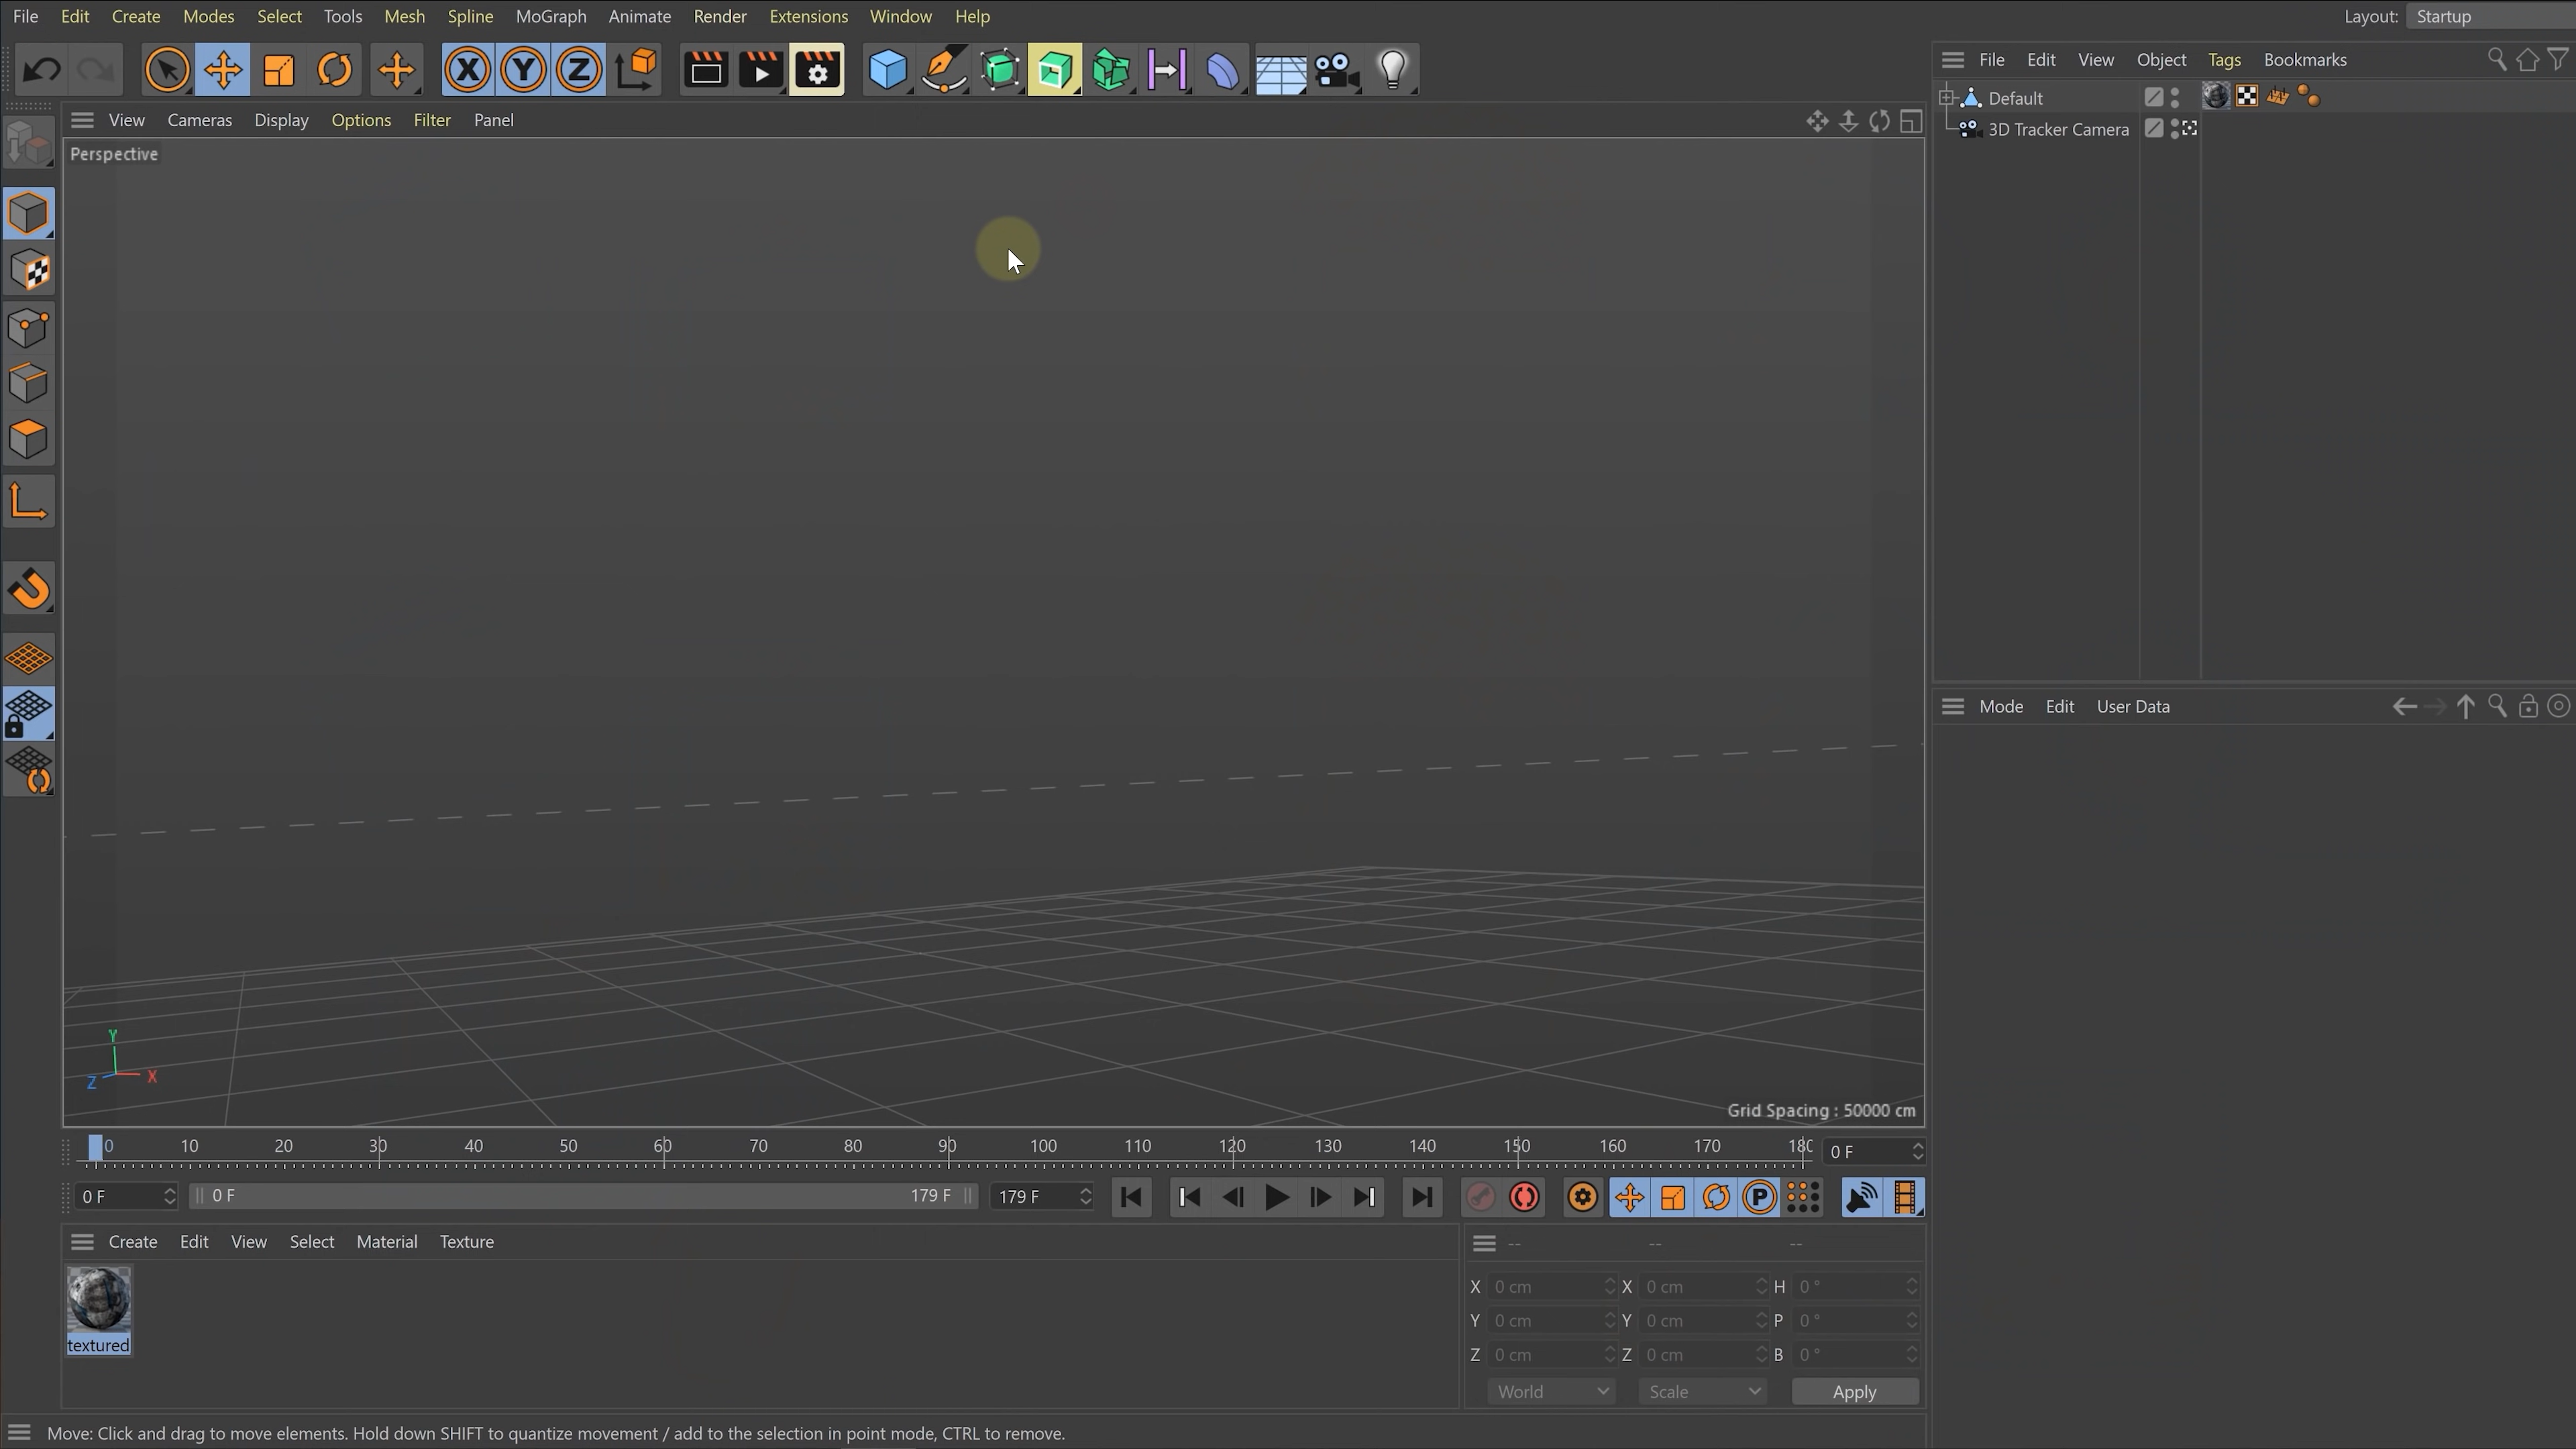 File Edit Create Modes Select Tools Mesh Spline MoGraph Animate Render Extensions Window Help Layout: Startup
File Edit View Object Tags Bookmarks
Default
3D Tracker Camera
View Cameras Display Options Filter Panel
Perspective
X Y Z
Mode Edit User Data
Y
Z X
Grid Spacing : 50000 cm
0 10 20 30 40 50 60 70 80 90 100 110 120 130 140 150 160 170 180 0 F
0 F 0 F 179 F 179 F P
Create Edit View Select Material Texture
textured
-- -- --
X 0 cm X 0 cm H 0 °
Y 0 cm Y 0 cm P 0 °
Z 0 cm Z 0 cm B 0 °
World Scale Apply
Move: Click and drag to move elements. Hold down SHIFT to quantize movement / add to the selection in point mode, CTRL to remove.